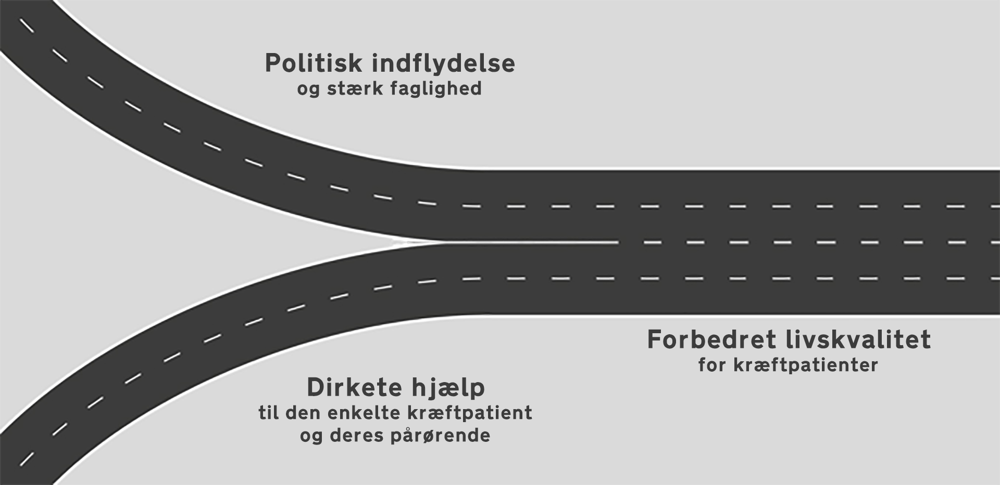 Politisk indflydelse
og stærk faglighed
Forbedret livskvalitet
for kræftpatienter
Dirkete hjælp
til den enkelte kræftpatient
og deres pårørende